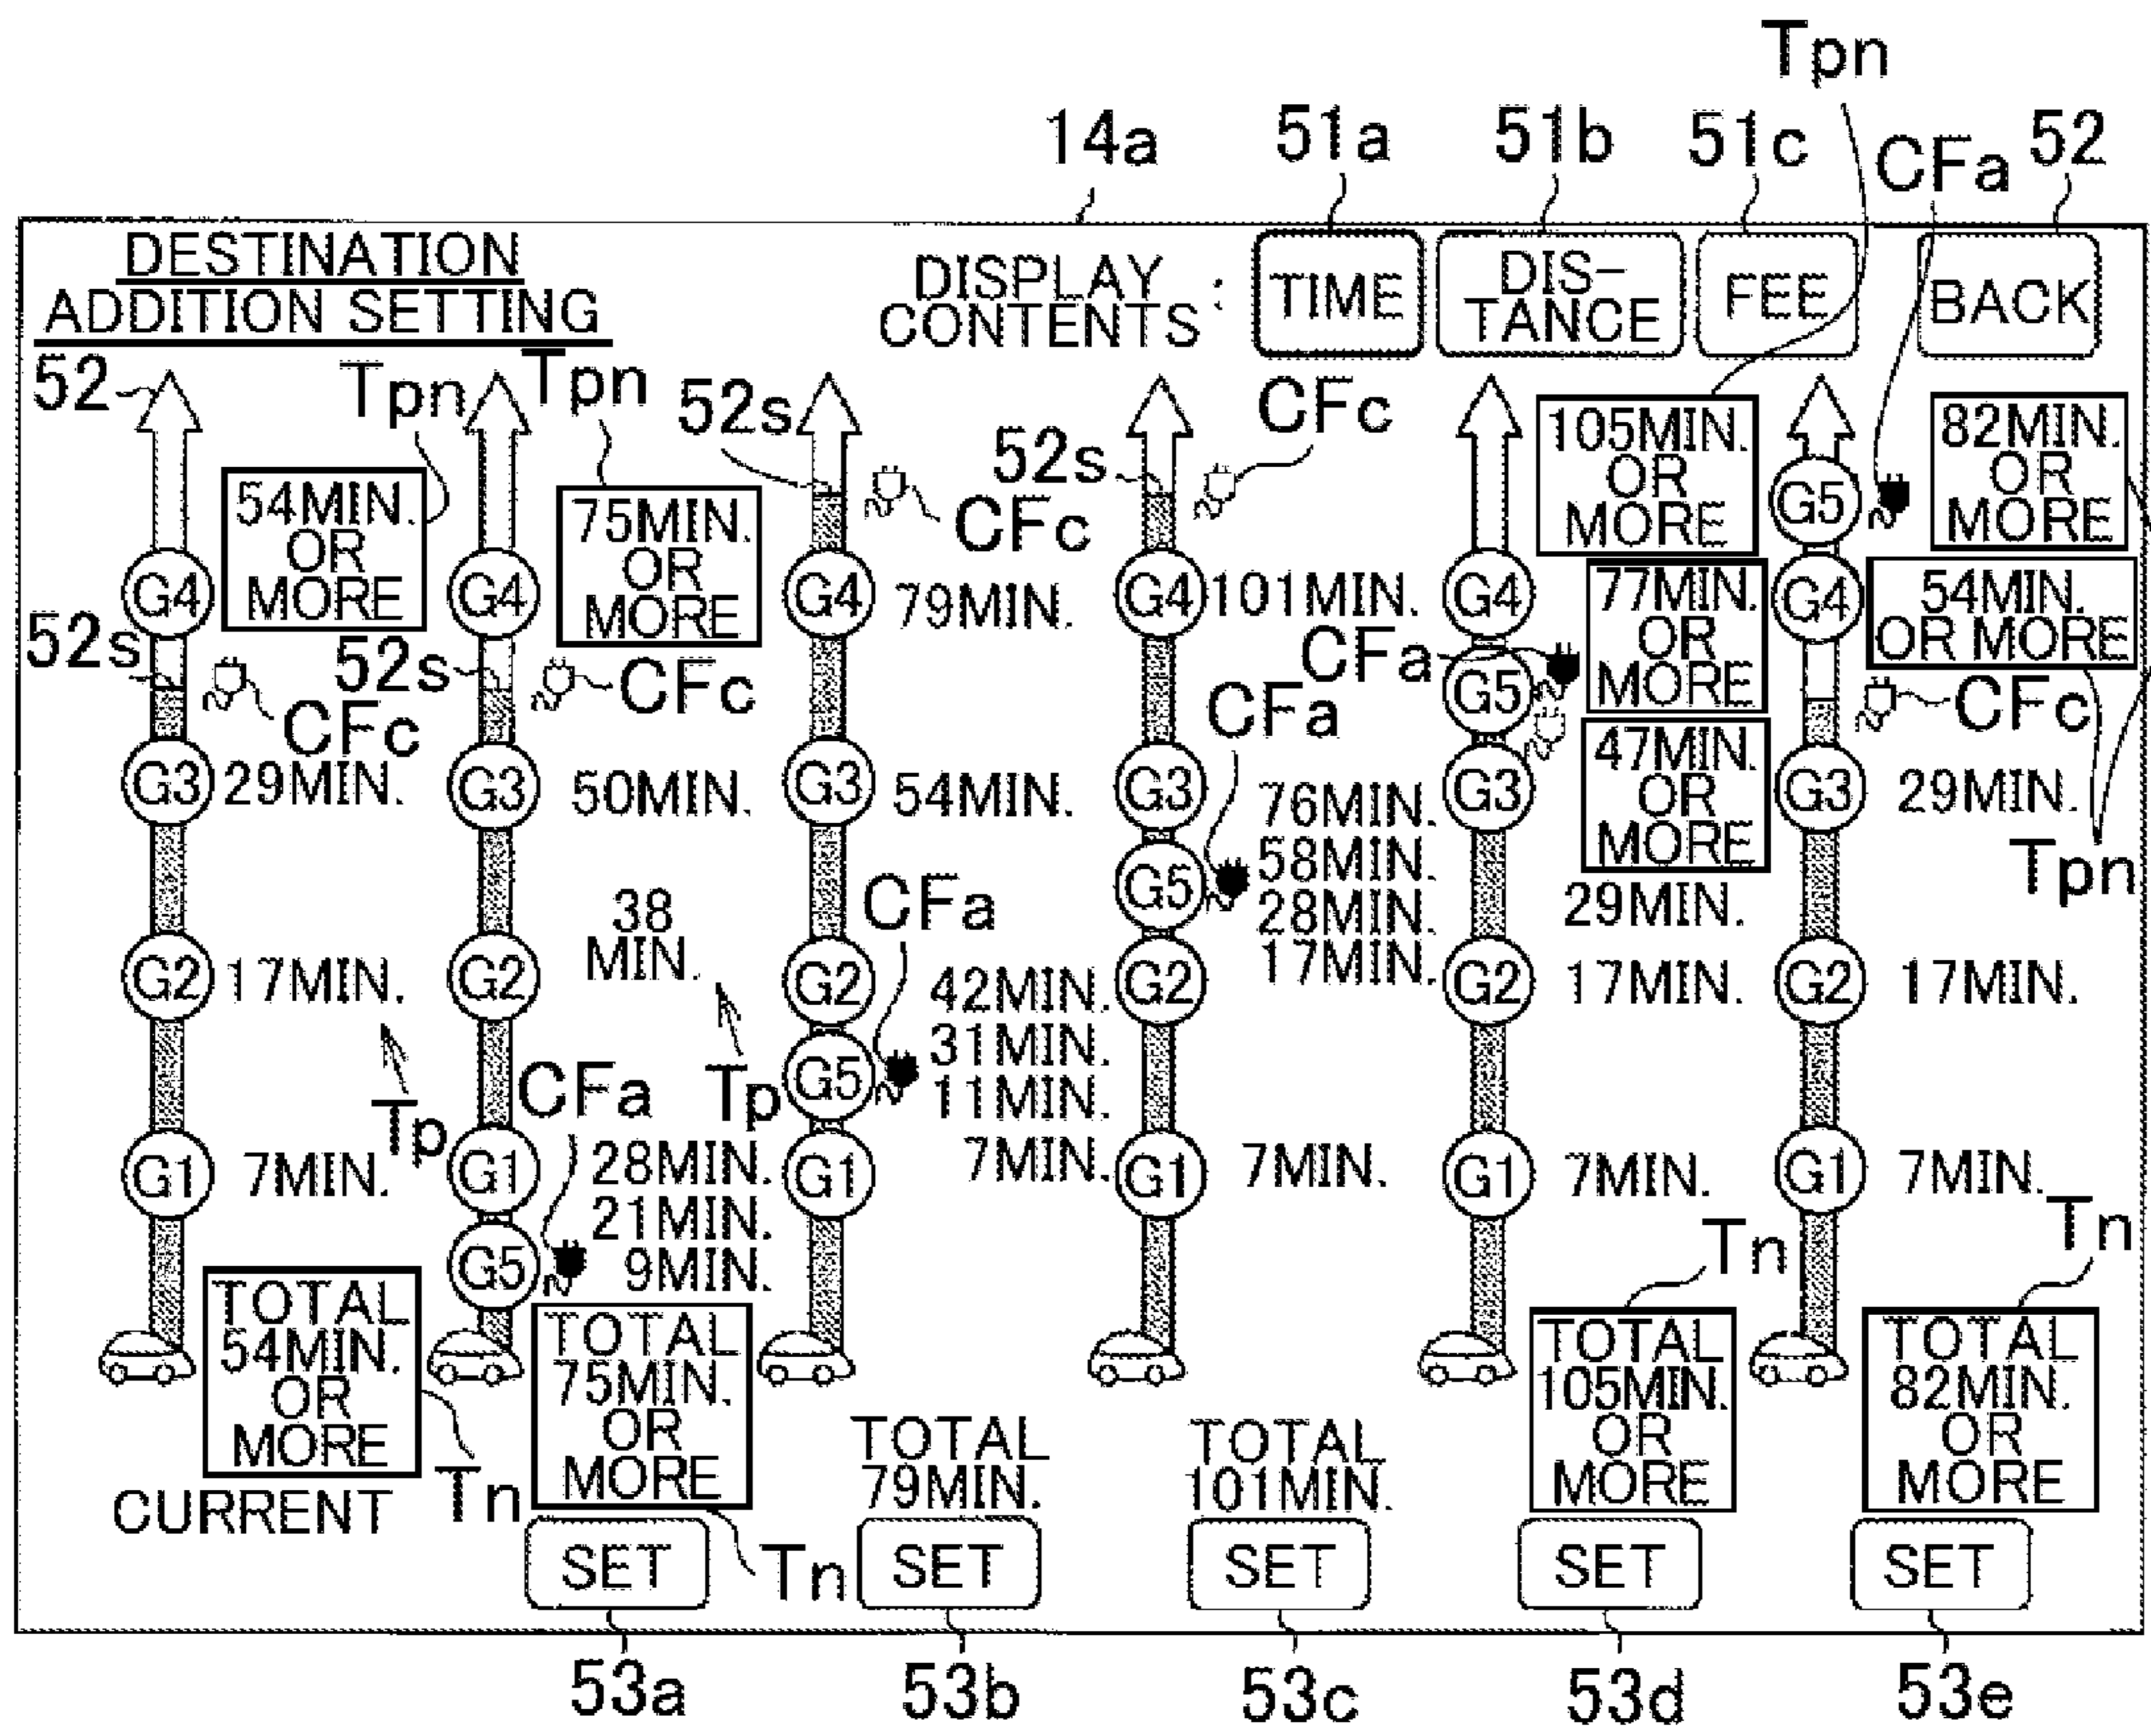 Tpn
14a 51a 51b 51c CFa 52
DESTINATION
ADDITION SETTING
DISPLAY
CONTENTS :
TIME
DIS-
TANCE
FEE
BACK
52
Tpn
54MIN.
OR
MORE
G4
52s
CFc
G3 29MIN.
G2 17MIN.
Tp
G1 7MIN.
TOTAL
54MIN.
OR
MORE
Tn
CURRENT
Tpn
75MIN.
OR
MORE
G4
52s
CFc
G3 50MIN.
38
MIN.
G2
Tp
CFa
G1 28MIN.
21MIN.
G5 9MIN.
TOTAL
75MIN.
OR
MORE
Tn
SET
53a
52s
CFc
G4 79MIN.
G3 54MIN.
CFa
G2 42MIN.
31MIN.
G5 11MIN.
G1 7MIN.
TOTAL
79MIN.
SET
53b
CFc
52s
G4 101MIN.
CFa
G3 76MIN.
58MIN.
G5 28MIN.
G2 17MIN.
G1 7MIN.
TOTAL
101MIN.
SET
53c
105MIN.
OR
MORE
G4
77MIN.
OR
MORE
CFa
G5
47MIN.
OR
MORE
G3
29MIN.
G2 17MIN.
G1 7MIN.
Tn
TOTAL
105MIN.
OR
MORE
SET
53d
82MIN.
OR
MORE
G5
G4
54MIN.
OR MORE
CFc
G3 29MIN.
Tpn
G2 17MIN.
G1 7MIN.
Tn
TOTAL
82MIN.
OR
MORE
SET
53e